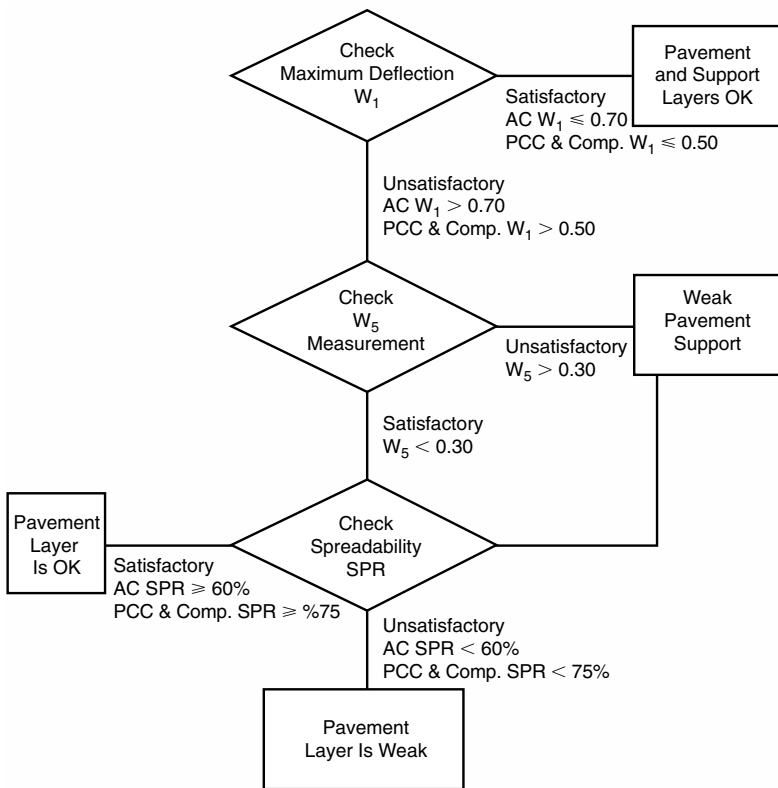 Check
Maximum Deflection
W₁
Pavement
and Support
Layers OK
Satisfactory
AC W₁ ≤ 0.70
PCC & Comp. W₁ ≤ 0.50
Unsatisfactory
AC W₁ > 0.70
PCC & Comp. W₁ > 0.50
Check
W₅
Measurement
Weak
Pavement
Support
Unsatisfactory
W₅ > 0.30
Satisfactory
W₅ < 0.30
Pavement
Layer
Is OK
Check
Spreadability
SPR
Satisfactory
AC SPR ≥ 60%
PCC & Comp. SPR ≥ %75
Unsatisfactory
AC SPR < 60%
PCC & Comp. SPR < 75%
Pavement
Layer Is Weak